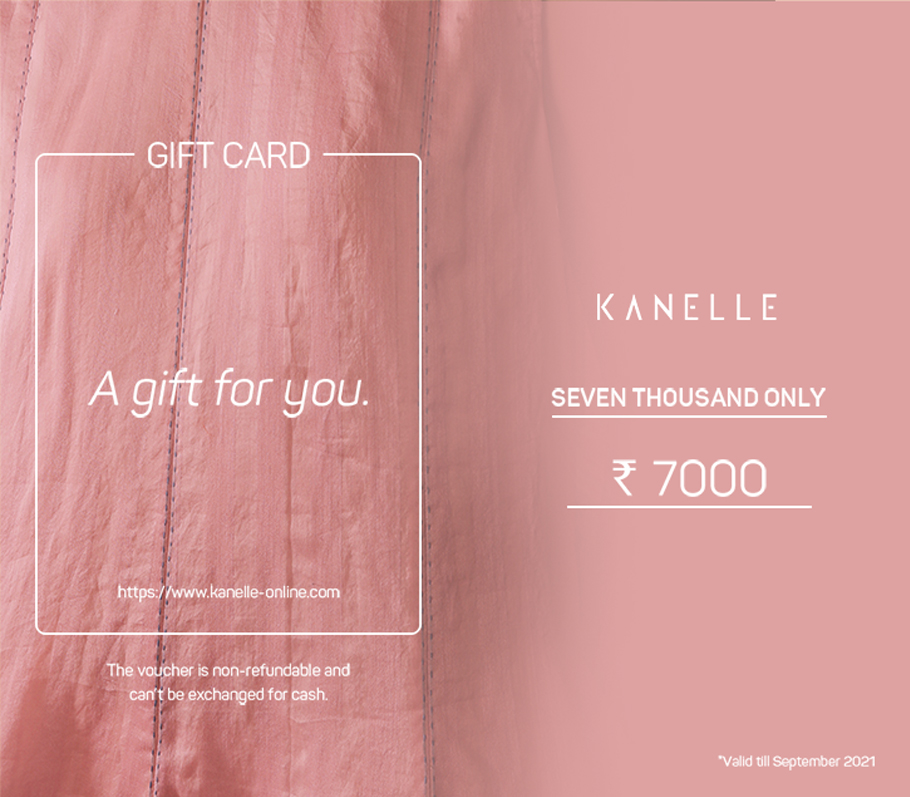 GIFT CARD
A gift for you.
https://www.kanelle-online.com
The voucher is non-refundable and
can't be exchanged for cash.
KANELLE
SEVEN THOUSAND ONLY
₹ 7000
*Valid till September 2021